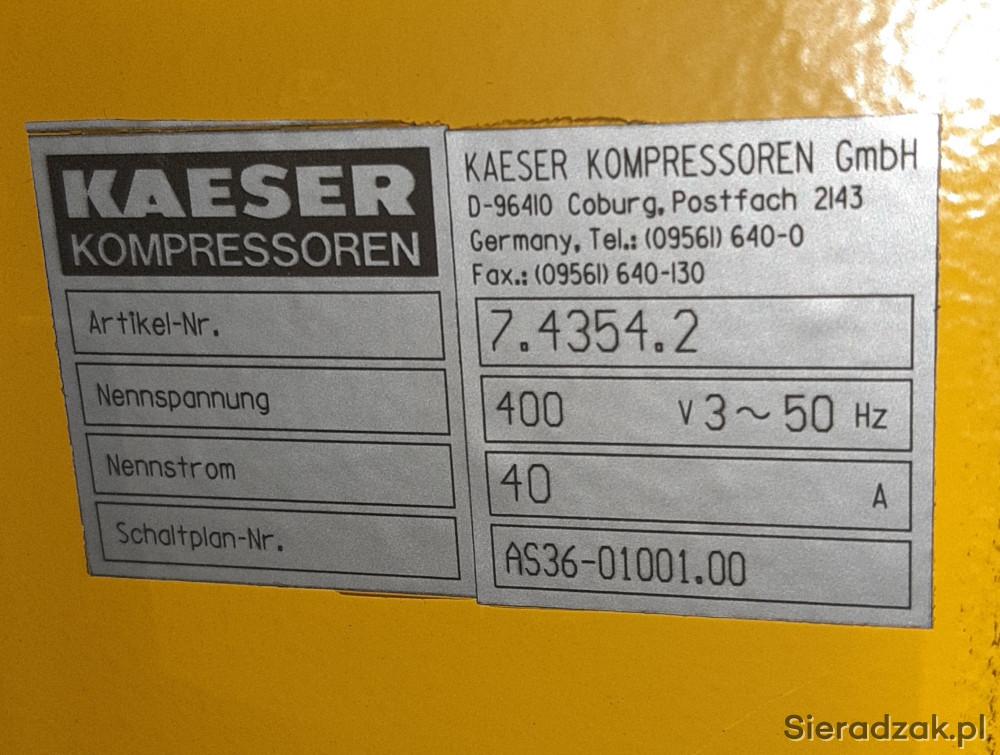 KAESER
KOMPRESSOREN
KAESER KOMPRESSOREN GmbH
D-96410 Coburg, Postfach 2143
Germany, Tel.: (09561) 640-0
Fax.: (09561) 640-130
Artikel-Nr. 7.4354.2
Nennspannung 400 V 3~50 Hz
Nennstrom 40 A
Schaltplan-Nr. AS36-01001.00
Sieradzak.pl